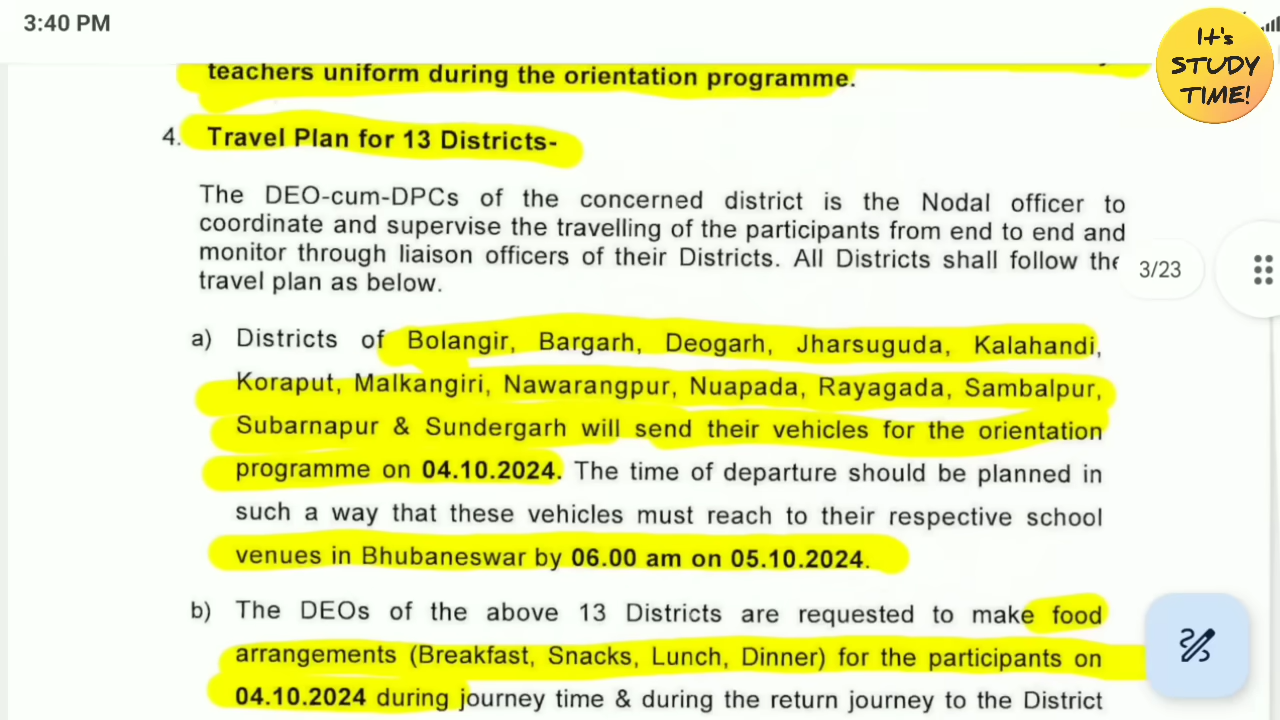 3:40 PM
It's
STUDY
TIME!
teachers uniform during the orientation programme.
4. Travel Plan for 13 Districts-
The DEO-cum-DPCs of the concerned district is the Nodal officer to
coordinate and supervise the travelling of the participants from end to end and
monitor through liaison officers of their Districts. All Districts shall follow the
travel plan as below.
3/23
a) Districts of Bolangir, Bargarh, Deogarh, Jharsuguda, Kalahandi,
Koraput, Malkangiri, Nawarangpur, Nuapada, Rayagada, Sambalpur,
Subarnapur & Sundergarh will send their vehicles for the orientation
programme on 04.10.2024. The time of departure should be planned in
such a way that these vehicles must reach to their respective school
venues in Bhubaneswar by 06.00 am on 05.10.2024.
b) The DEOs of the above 13 Districts are requested to make food
arrangements (Breakfast, Snacks, Lunch, Dinner) for the participants on
04.10.2024 during journey time & during the return journey to the District